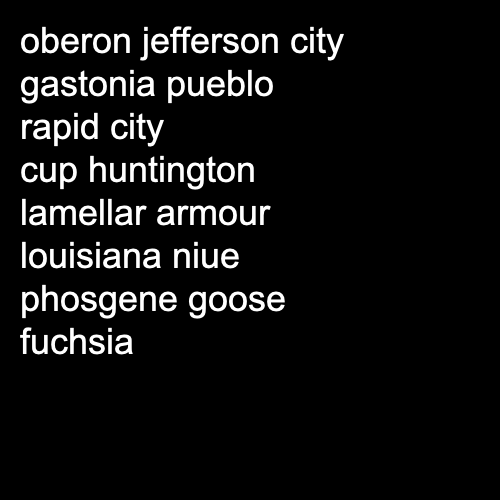 oberon jefferson city
gastonia pueblo
rapid city
cup huntington
lamellar armour
louisiana niue
phosgene goose
fuchsia